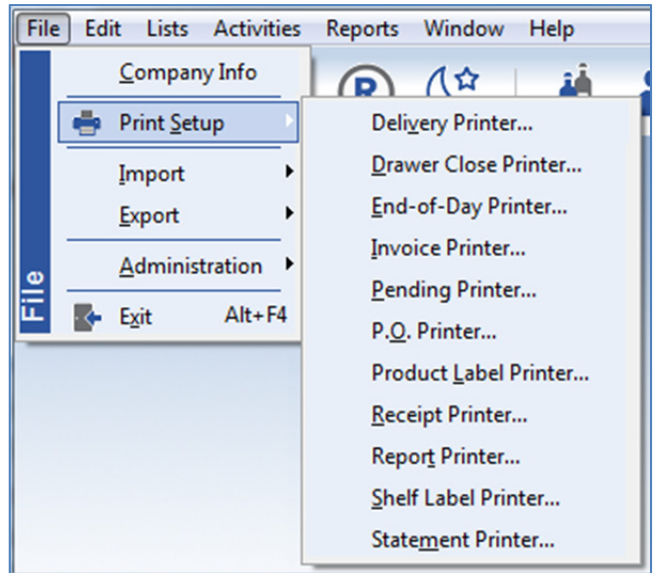 File Edit Lists Activities Reports Window Help
Company Info
Print Setup
Import
Export
Administration
Exit Alt+F4
File
R
Delivery Printer...
Drawer Close Printer...
End-of-Day Printer...
Invoice Printer...
Pending Printer...
P.O. Printer...
Product Label Printer...
Receipt Printer...
Report Printer...
Shelf Label Printer...
Statement Printer...